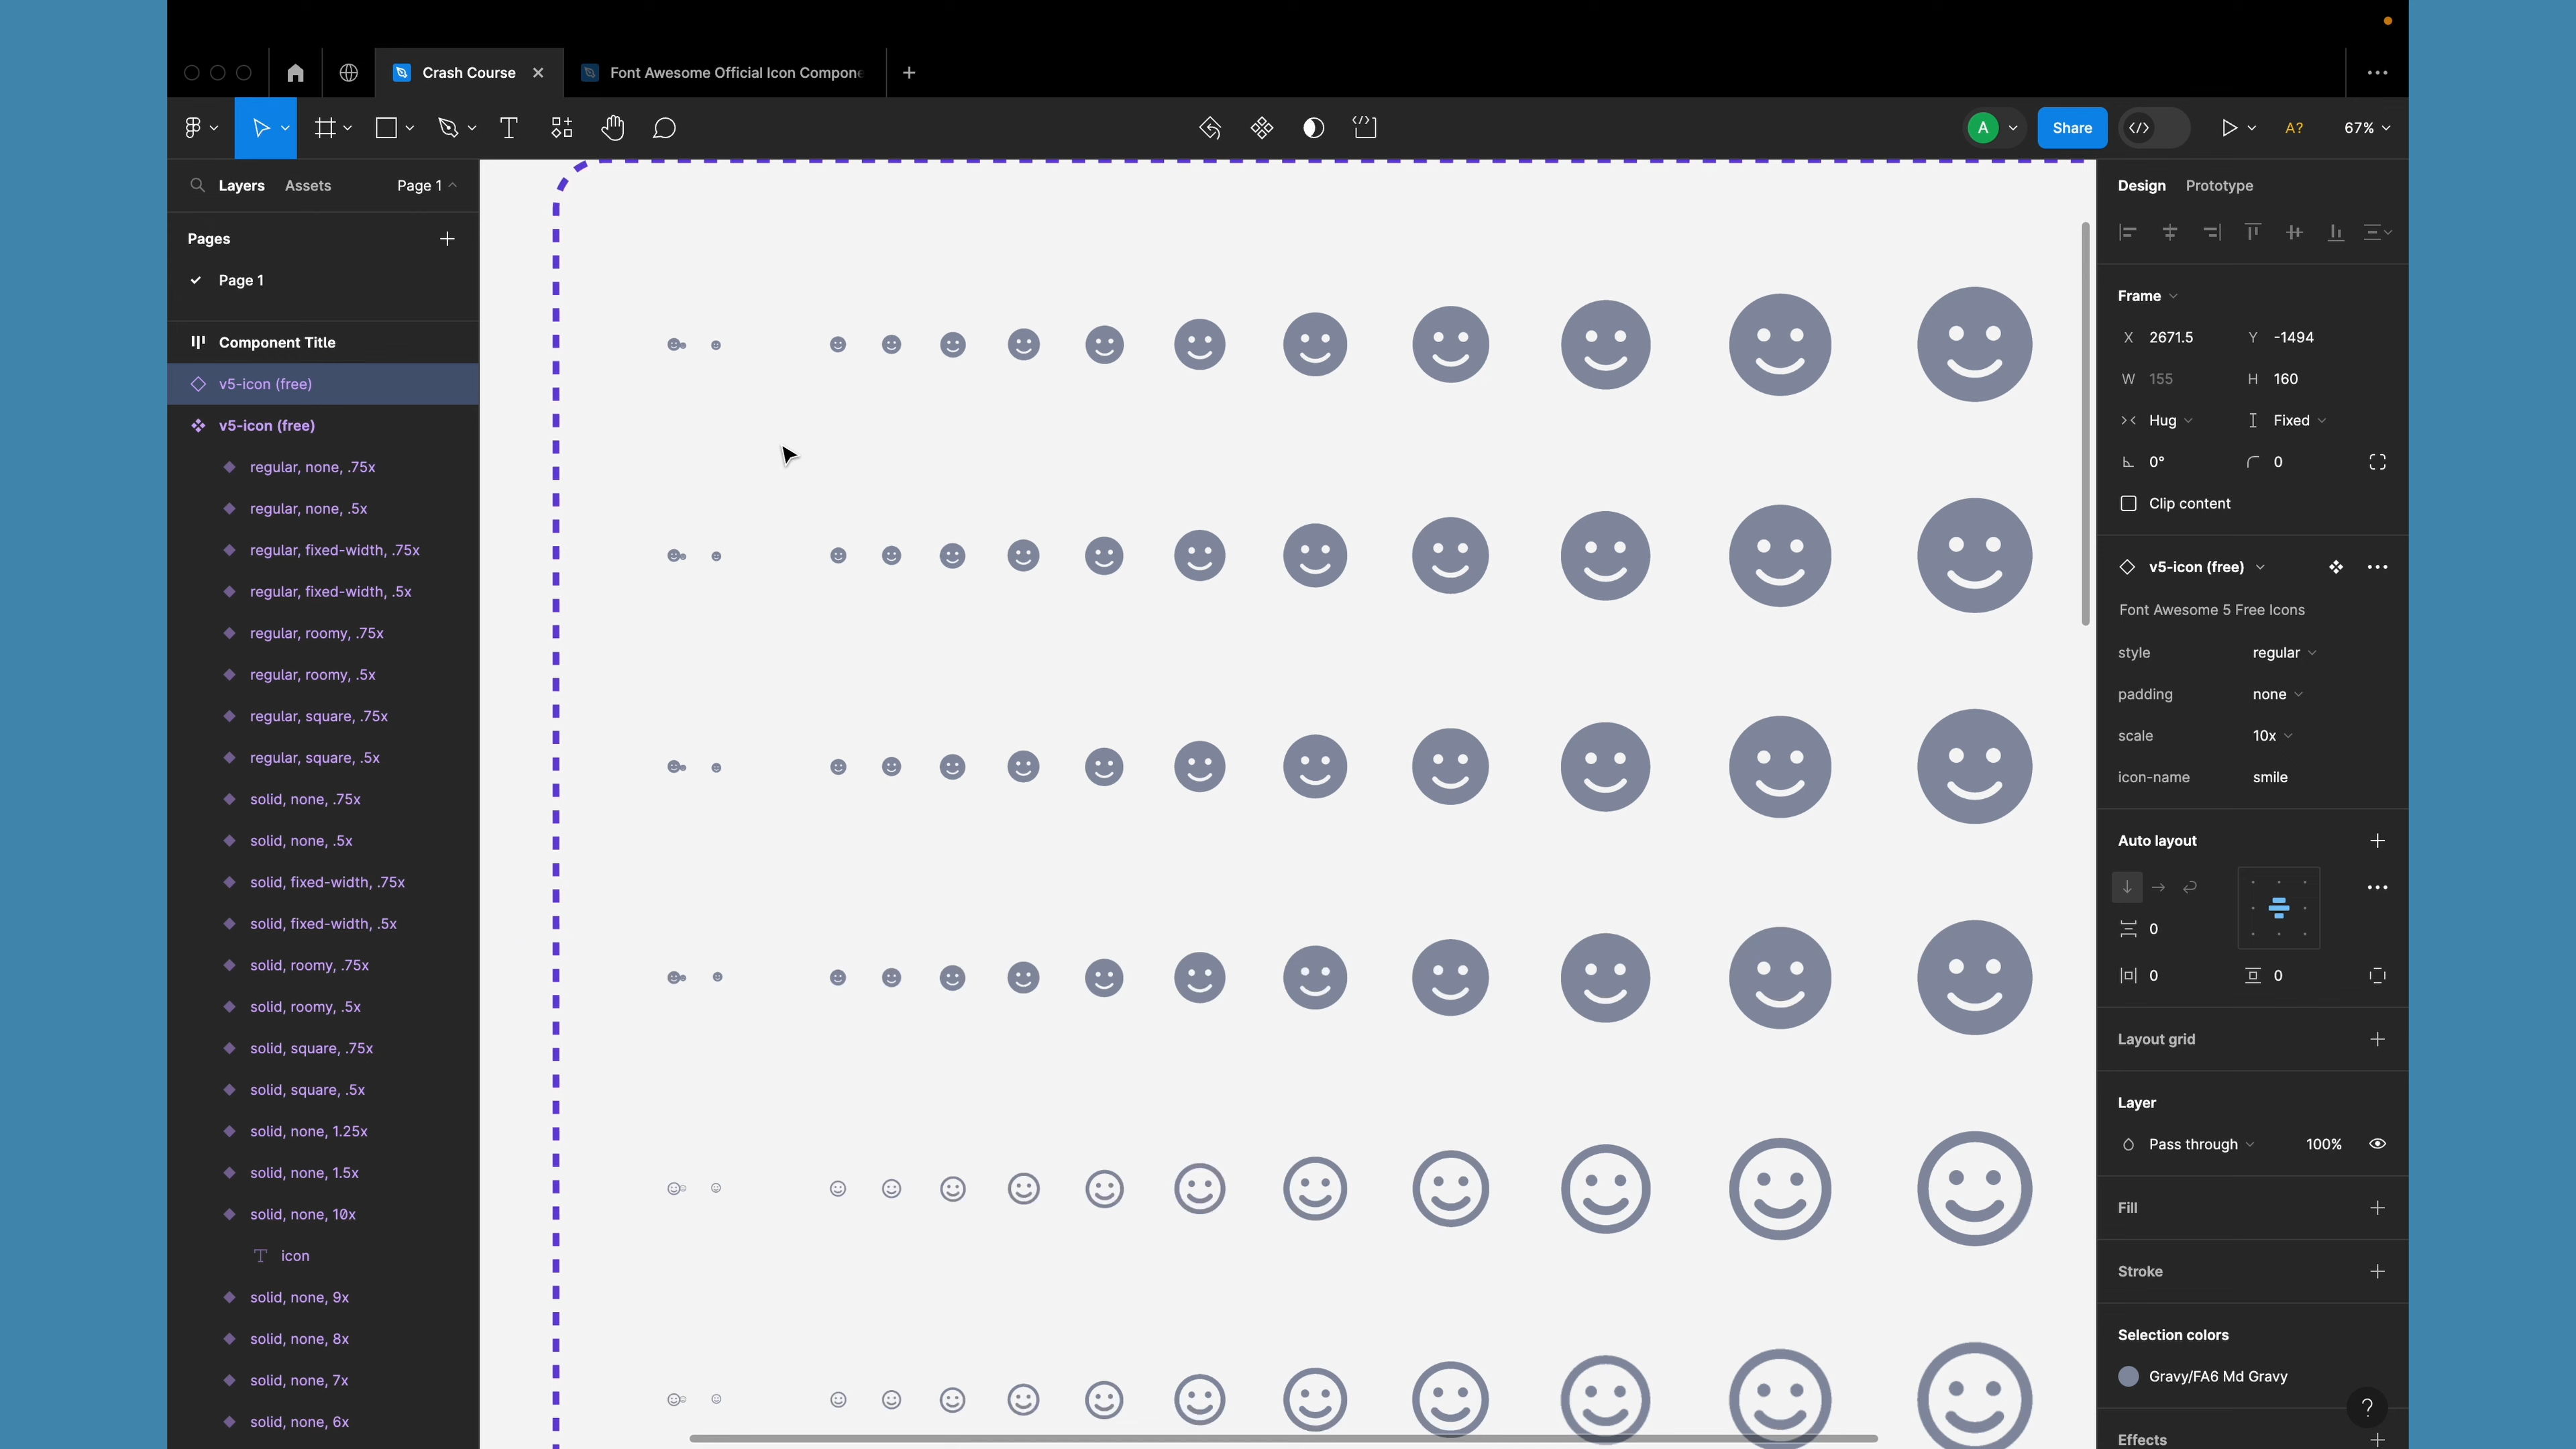 Crash Course
Font Awesome Official Icon Compone
A
Share
A?
67%
Layers Assets Page 1
Pages
Page 1
Component Title
v5-icon (free)
v5-icon (free)
regular, none, .75x
regular, none, .5x
regular, fixed-width, .75x
regular, fixed-width, .5x
regular, roomy, .75x
regular, roomy, .5x
regular, square, .75x
regular, square, .5x
solid, none, .75x
solid, none, .5x
solid, fixed-width, .75x
solid, fixed-width, .5x
solid, roomy, .75x
solid, roomy, .5x
solid, square, .75x
solid, square, .5x
solid, none, 1.25x
solid, none, 1.5x
solid, none, 10x
icon
solid, none, 9x
solid, none, 8x
solid, none, 7x
solid, none, 6x
Design Prototype
Frame
X 2671.5 Y -1494
W 155 H 160
Hug Fixed
0° 0
Clip content
v5-icon (free)
Font Awesome 5 Free Icons
style regular
padding none
scale 10x
icon-name smile
Auto layout
0
0 0
Layout grid
Layer
Pass through 100%
Fill
Stroke
Selection colors
Gravy/FA6 Md Gravy
?
Effects